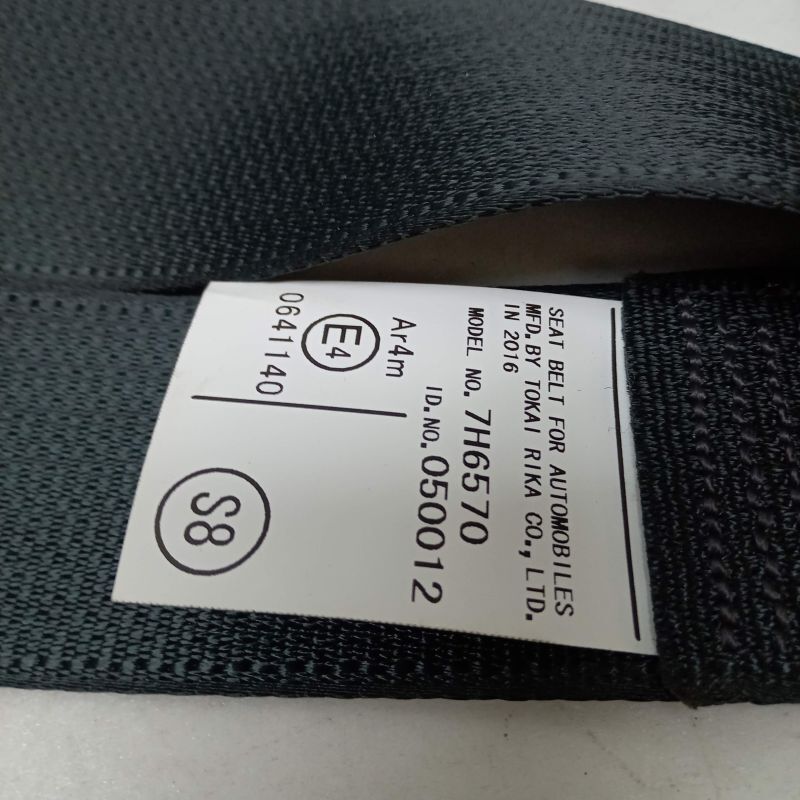 SEAT BELT FOR AUTOMOBILES
MFD.BY TOKAI RIKA CO.,LTD.
IN 2016
MODEL NO. 7H6570
ID.NO. 050012
Ar4m
E4
0641140
S8